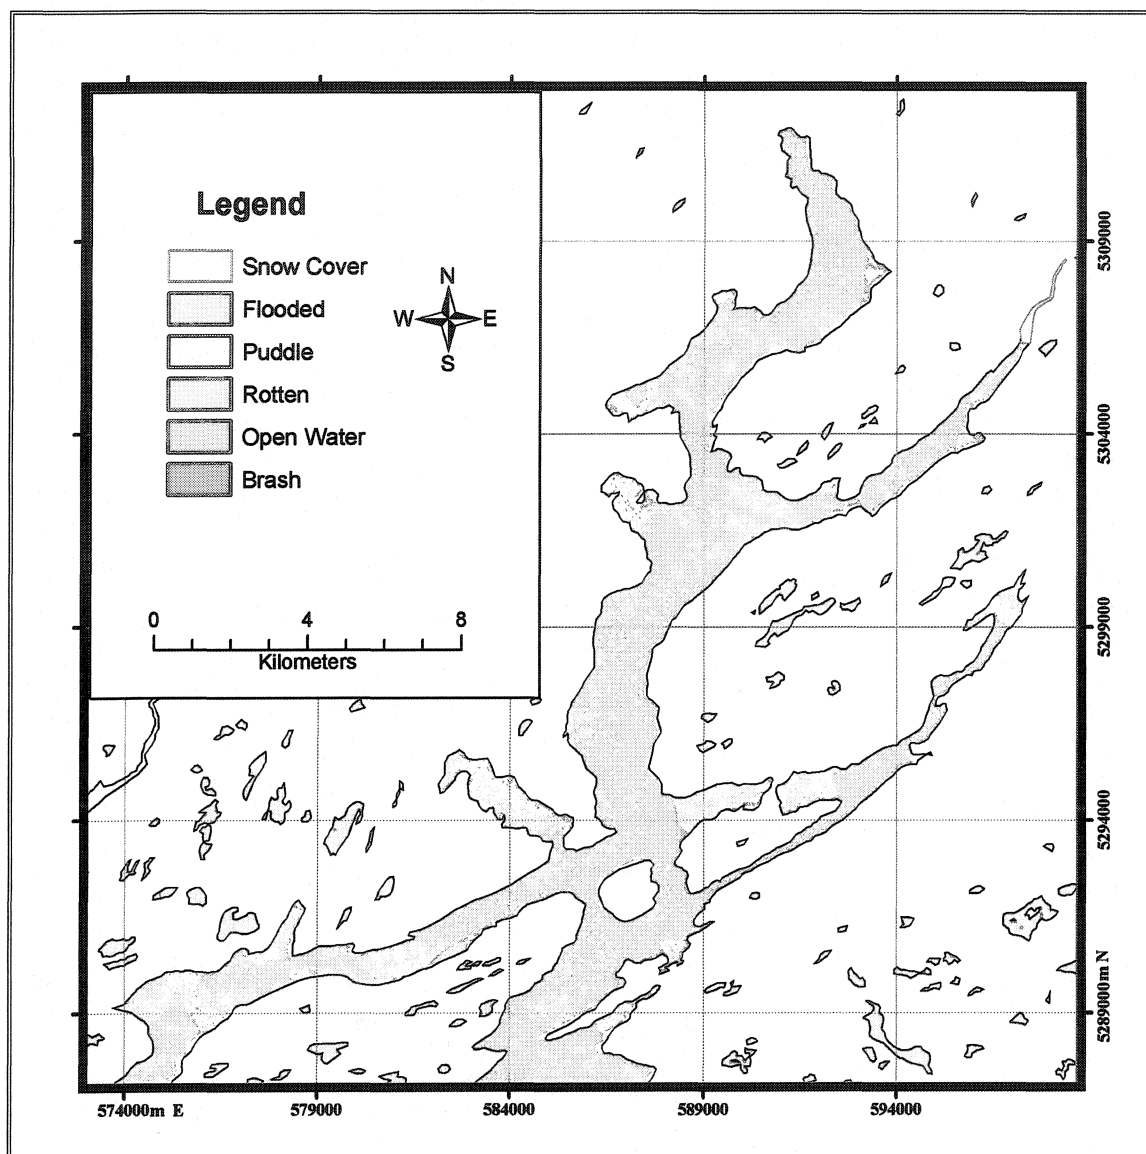 Legend
Snow Cover
Flooded
Puddle
Rotten
Open Water
Brash
N
W E
S
0 4 8
Kilometers
5309000
5304000
5299000
5294000
5289000m N
574000m E 579000 584000 589000 594000